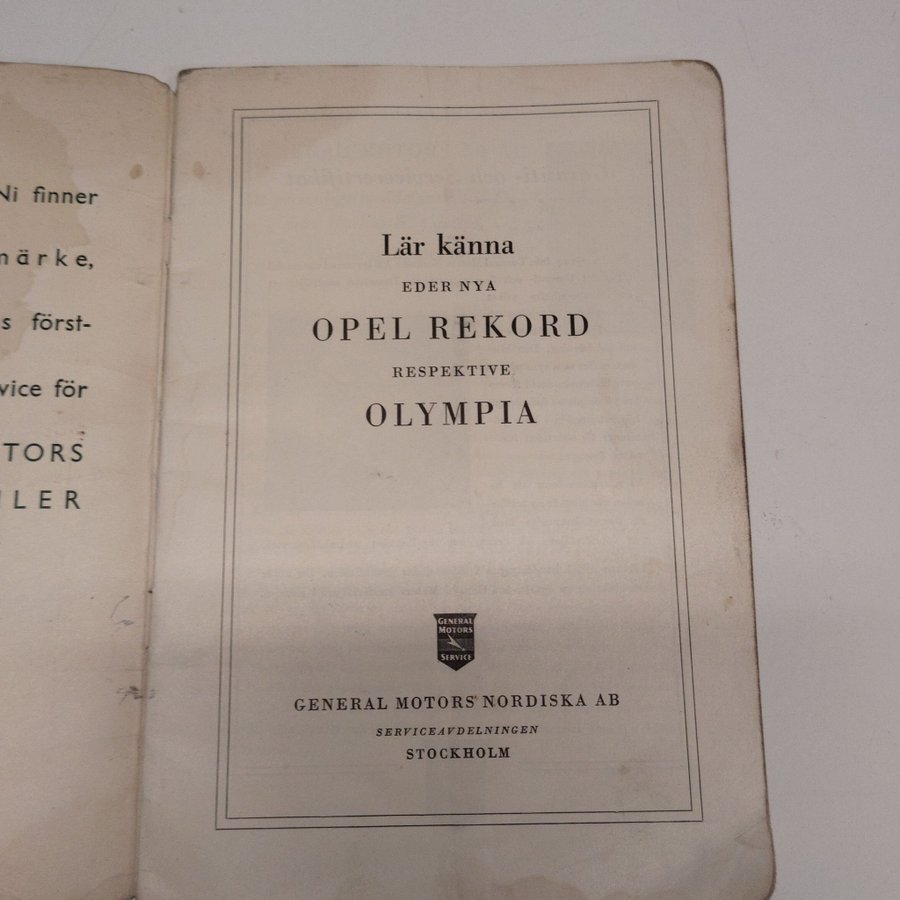 Ni finner
märke,
s först-
vice för
TORS
ILER
Lär känna
EDER NYA
OPEL REKORD
RESPEKTIVE
OLYMPIA
GENERAL
MOTORS
SERVICE
GENERAL MOTORS NORDISKA AB
SERVICEAVDELNINGEN
STOCKHOLM